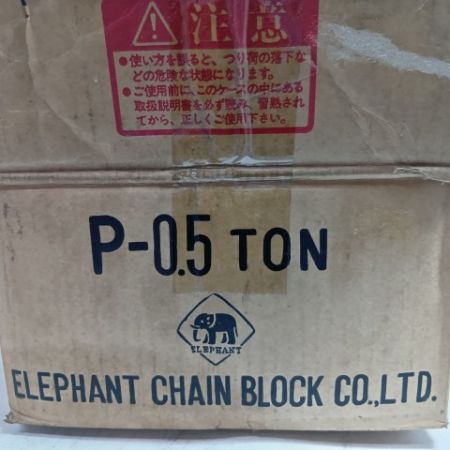 注意
●使い方を誤ると、つり荷の落下な
どの危険な状態になります。
●ご使用前に、このケースの中にある
取扱説明書を必ず読み、習熟され
てから、正しくご使用下さい。
P-0.5 TON
ELEPHANT
ELEPHANT CHAIN BLOCK CO.,LTD.